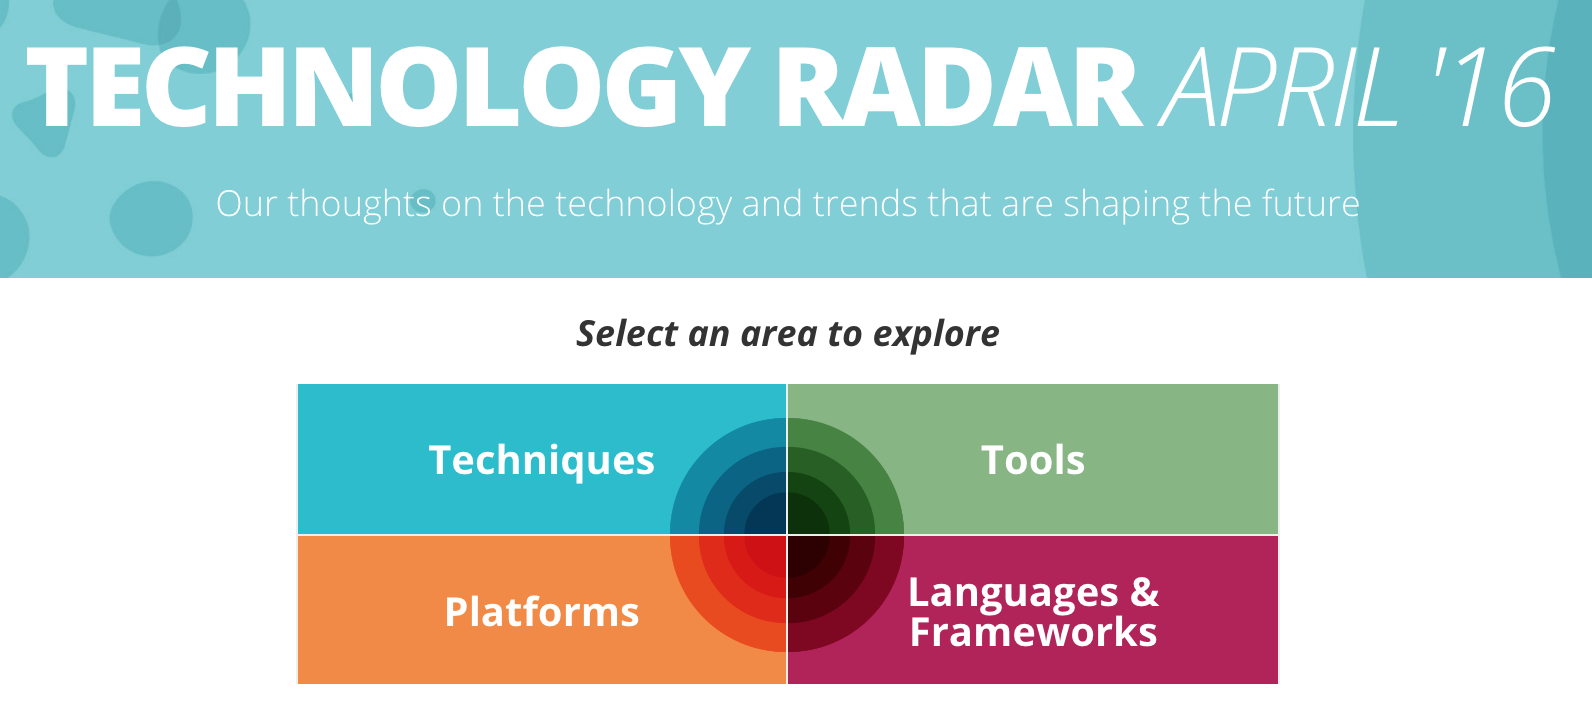 TECHNOLOGY RADAR APRIL '16
Our thoughts on the technology and trends that are shaping the future
Select an area to explore
Techniques
Tools
Platforms
Languages &
Frameworks